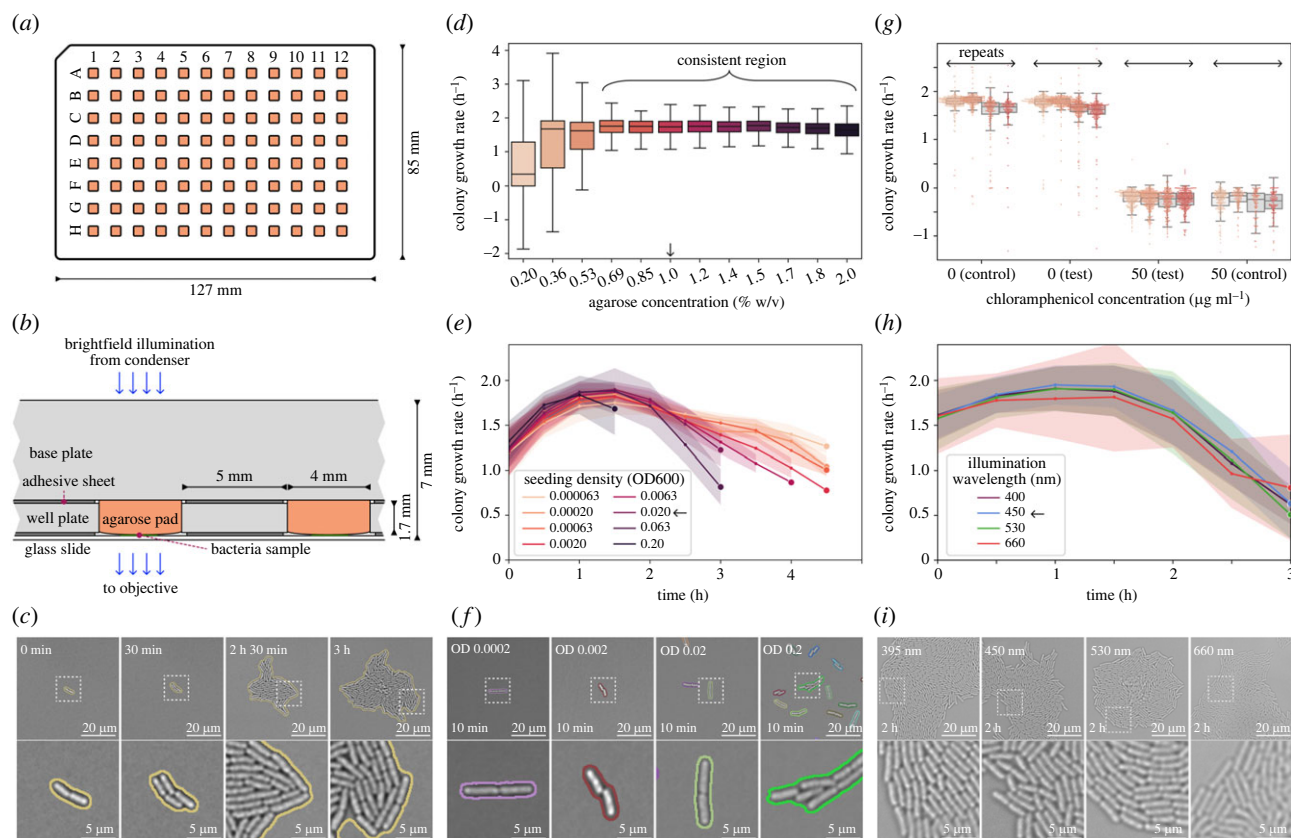 (a)
1 2 3 4 5 6 7 8 9 10 11 12
A
B
C
D
E
F
G
H
85 mm
127 mm
(b)
brightfield illumination
from condenser
base plate
adhesive sheet
5 mm
4 mm
7 mm
well plate
agarose pad
1.7 mm
glass slide
bacteria sample
to objective
(c)
0 min
30 min
2 h 30 min
3 h
20 μm
20 μm
20 μm
20 μm
5 μm
5 μm
5 μm
5 μm
(d)
consistent region
colony growth rate (h–1)
4
3
2
1
0
–1
–2
0.20
0.36
0.53
0.69
0.85
1.0
1.2
1.4
1.5
1.7
1.8
2.0
agarose concentration (% w/v)
(e)
colony growth rate (h–1)
2.0
1.5
1.0
0.5
0
seeding density (OD600)
0.000063 0.0063
0.00020 0.020
0.00063 0.063
0.0020 0.20
0 1 2 3 4
time (h)
(f)
OD 0.0002
OD 0.002
OD 0.02
OD 0.2
10 min 20 μm
10 min 20 μm
10 min 20 μm
10 min 20 μm
5 μm
5 μm
5 μm
5 μm
(g)
repeats
colony growth rate (h–1)
2
1
0
–1
0 (control)
0 (test)
50 (test)
50 (control)
chloramphenicol concentration (μg ml–1)
(h)
colony growth rate (h–1)
2.0
1.5
1.0
0.5
0
illumination
wavelength (nm)
400
450
530
660
0 1 2 3
time (h)
(i)
395 nm
450 nm
530 nm
660 nm
2 h 20 μm
2 h 20 μm
2 h 20 μm
2 h 20 μm
5 μm
5 μm
5 μm
5 μm